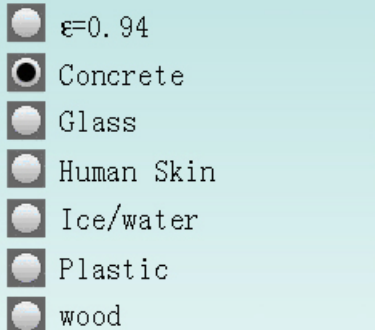 ε=0.94
Concrete
Glass
Human Skin
Ice/water
Plastic
wood